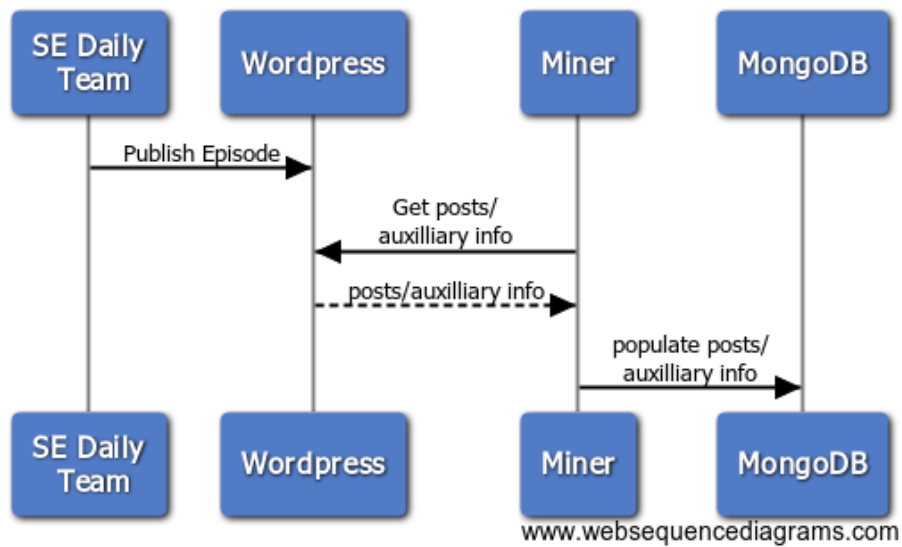 SE Daily
Team
Wordpress
Miner
MongoDB
Publish Episode
Get posts/
auxilliary info
posts/auxilliary info
populate posts/
auxilliary info
SE Daily
Team
Wordpress
Miner
MongoDB
www.websequencediagrams.com